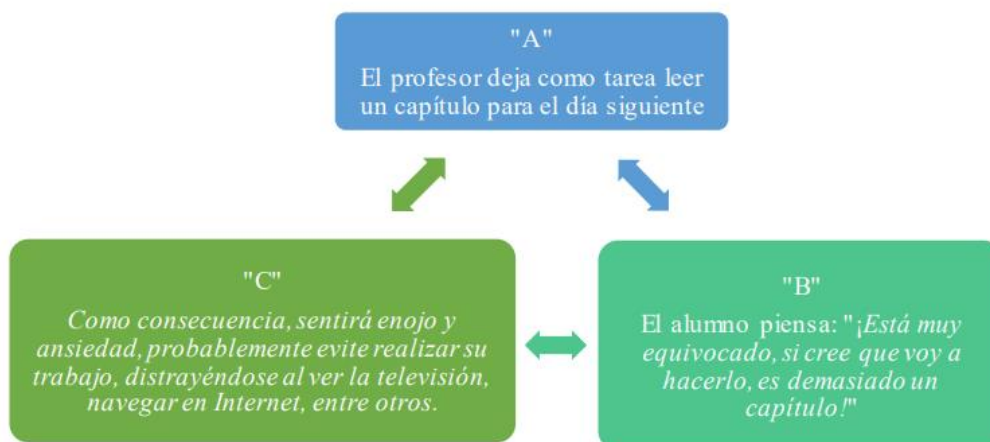 "A"
El profesor deja como tarea leer
un capítulo para el día siguiente
"C"
Como consecuencia, sentirá enojo y
ansiedad, probablemente evite realizar su
trabajo, distrayéndose al ver la televisión,
navegar en Internet, entre otros.
"B"
El alumno piensa: "¡Está muy
equivocado, si cree que voy a
hacerlo, es demasiado un
capítulo!"